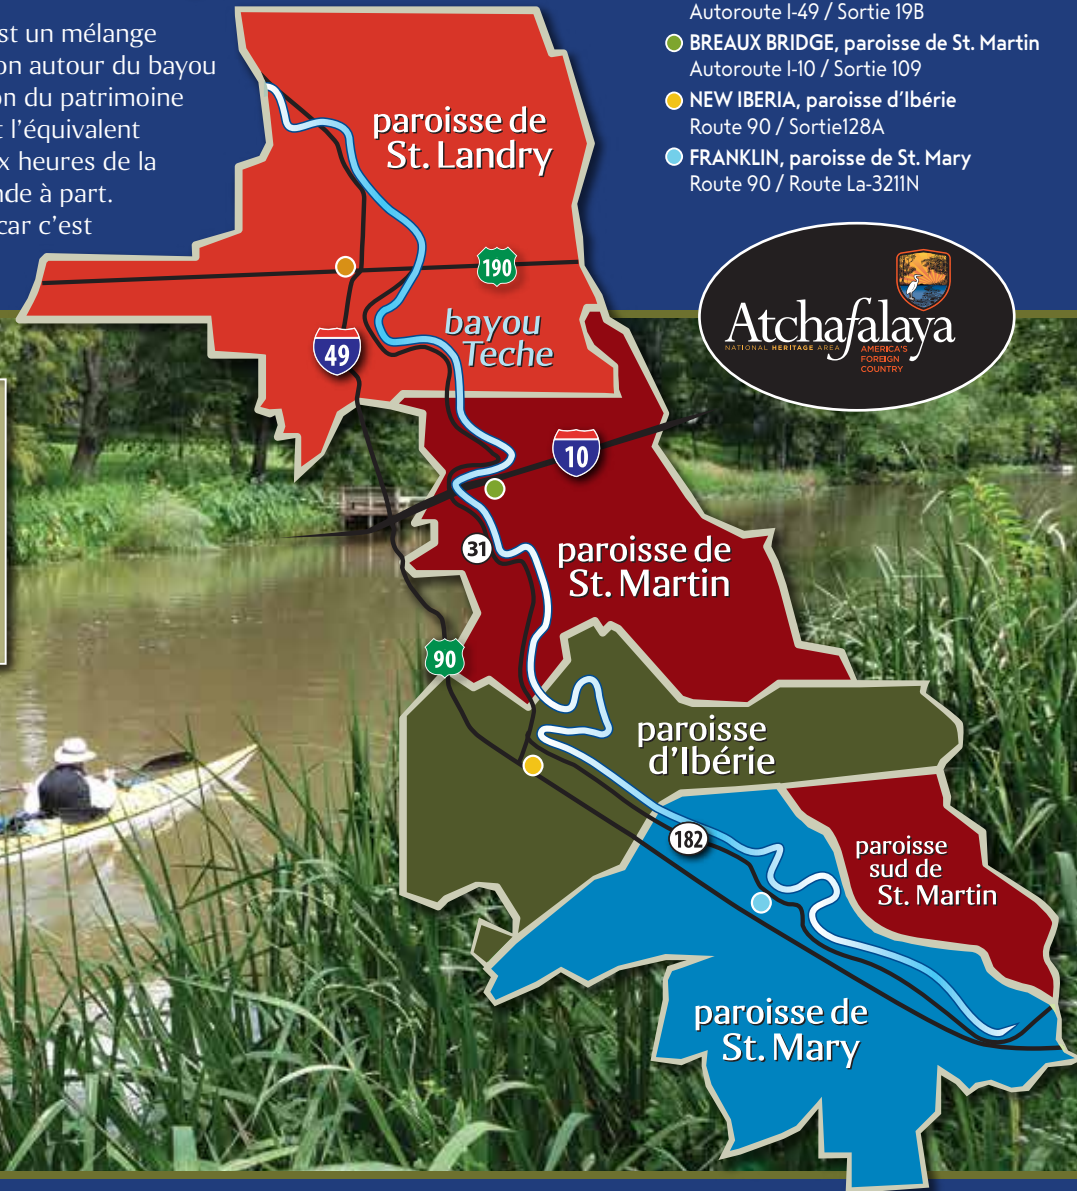 st un mélange
on autour du bayou
on du patrimoine
t l'équivalent
x heures de la
nde à part.
car c'est
Autoroute I-49 / Sortie 19B
BREAUX BRIDGE, paroisse de St. Martin
Autoroute I-10 / Sortie 109
NEW IBERIA, paroisse d'Ibérie
Route 90 / Sortie128A
FRANKLIN, paroisse de St. Mary
Route 90 / Route La-3211N
Atchafalaya
NATIONAL HERITAGE AREA
AMERICA'S
FOREIGN
COUNTRY
paroisse de
St. Landry
190
bayou
Teche
49
10
31
paroisse de
St. Martin
90
paroisse
d'Ibérie
182
paroisse
sud de
St. Martin
paroisse de
St. Mary